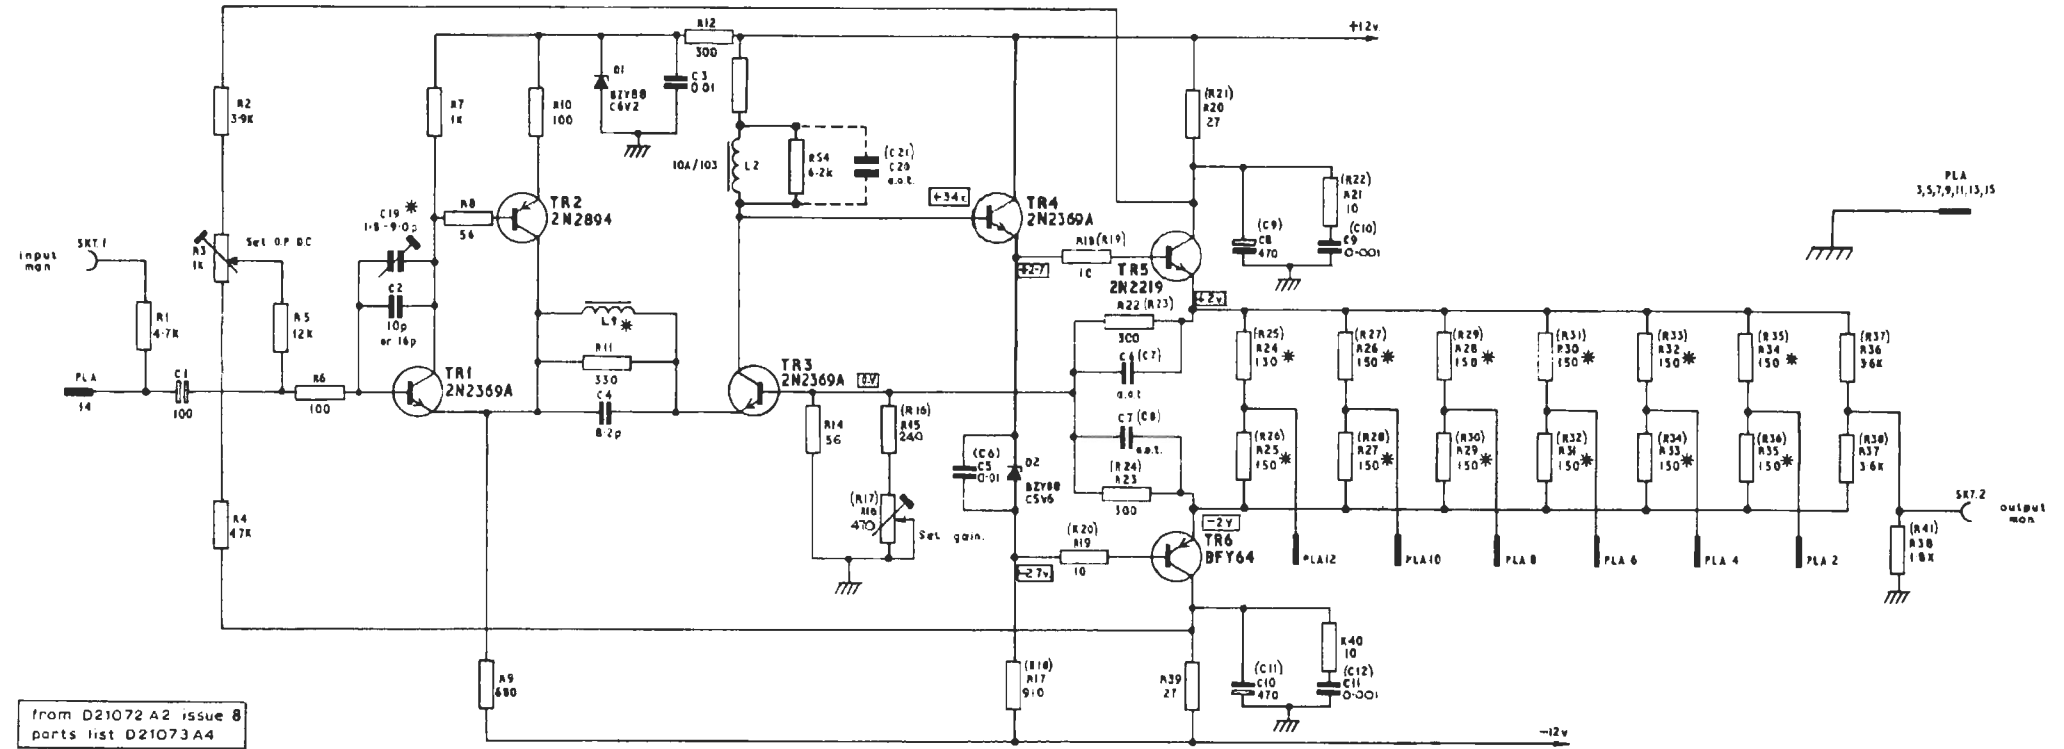 +12v
R12
300
R2
3·9K
R7
1K
R10
100
D1
BZY88
C6V2
C3
0·01
(R21)
R20
27
10A/103
L2
R54
6·2K
(C21)
C20
a.o.t.
PLA
3,5,7,9,11,13,15
input
mon
SKT.1
R3
1K
Set O.P. D.C
C19
1·8-9·0p
R8
56
TR2
2N2894
TR4
2N2369A
R18(R19)
10
TR5
2N2219
(C9)
C8
470
(R22)
R21
10
(C10)
C9
0·001
+2·7
+2v
R1
4·7K
R5
12K
C2
10p
or 16p
L1
R11
330
C4
8·2p
R22 (R23)
300
C6 (C7)
a.o.t
(R25)
R24
130
(R27)
R26
150
(R29)
R28
150
(R31)
R30
150
(R33)
R32
150
(R35)
R34
150
(R37)
R36
3·6K
PLA
14
C1
100
R6
100
TR1
2N2369A
TR3
2N2369A
0V
R14
56
(R16)
R15
240
C7 (C8)
a.o.t.
(R24)
R23
300
(R26)
R25
150
(R28)
R27
150
(R30)
R29
150
(R32)
R31
150
(R34)
R33
150
(R36)
R35
150
(R38)
R37
3·6K
(C6)
C5
0·01
D2
BZY88
C5V6
R4
47K
(R17)
R16
470
Set gain.
-2V
(R20)
R19
10
-2·7v
TR6
BFY64
PLA12
PLA10
PLA 8
PLA 6
PLA 4
PLA 2
SKT.2
output
mon
(R41)
R38
1·8K
R9
680
(R18)
R17
910
R39
27
(C11)
C10
470
R40
10
(C12)
C11
0·001
-12v
from D21072 A2 issue 8
parts list D21073A4